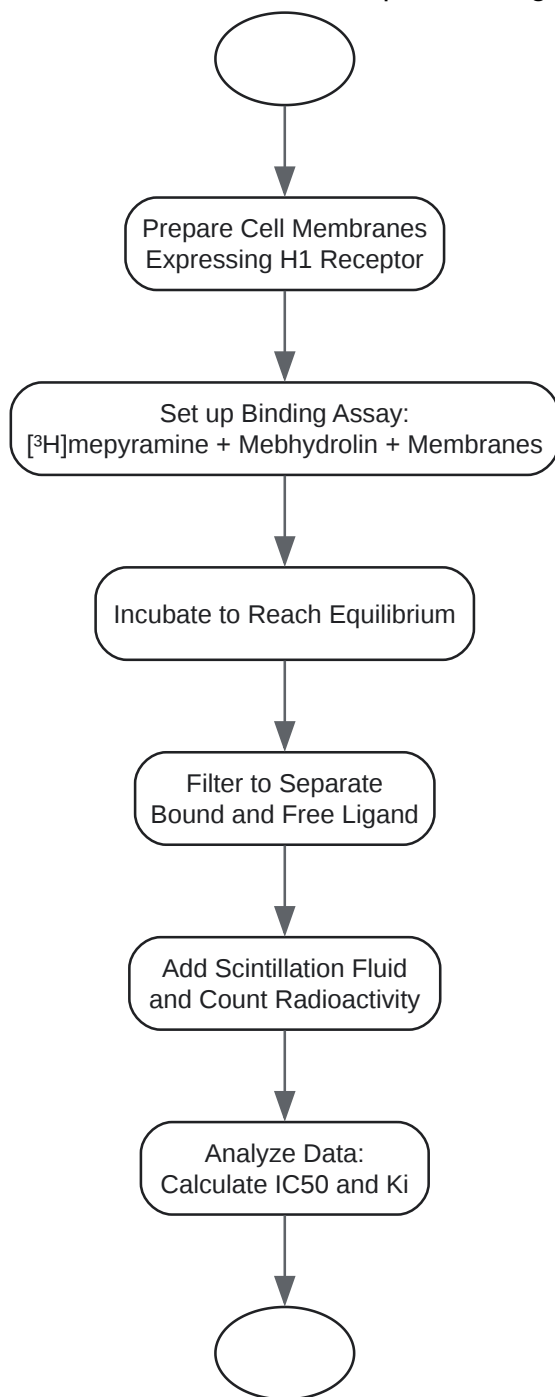 Prepare Cell Membranes
Expressing H1 Receptor
Set up Binding Assay:
[³H]mepyramine + Mebhydrolin + Membranes
Incubate to Reach Equilibrium
Filter to Separate
Bound and Free Ligand
Add Scintillation Fluid
and Count Radioactivity
Analyze Data:
Calculate IC50 and Ki